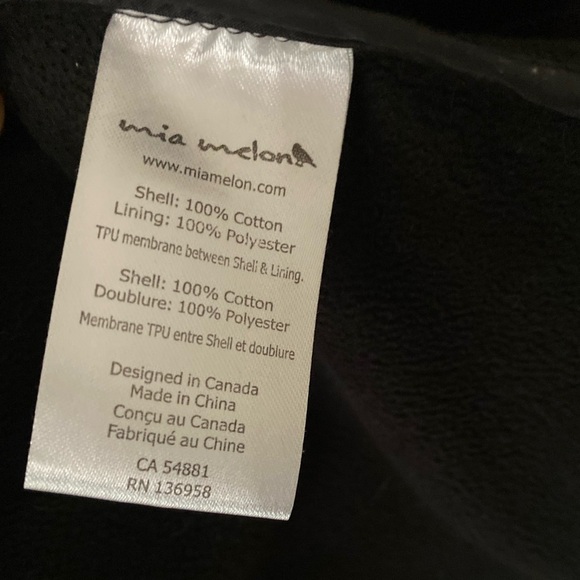 mia melon
www.miamelon.com
Shell: 100% Cotton
Lining: 100% Polyester
TPU membrane between Shell & Lining.
Shell: 100% Cotton
Doublure: 100% Polyester
Membrane TPU entre Shell et doublure
Designed in Canada
Made in China
Conçu au Canada
Fabriqué au Chine
CA 54881
RN 136958